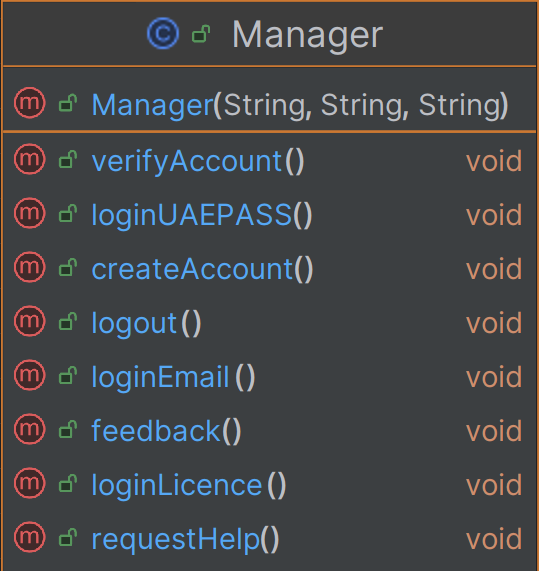 C Manager
m Manager(String, String, String)
m verifyAccount() void
m loginUAEPASS() void
m createAccount() void
m logout() void
m loginEmail() void
m feedback() void
m loginLicence() void
m requestHelp() void